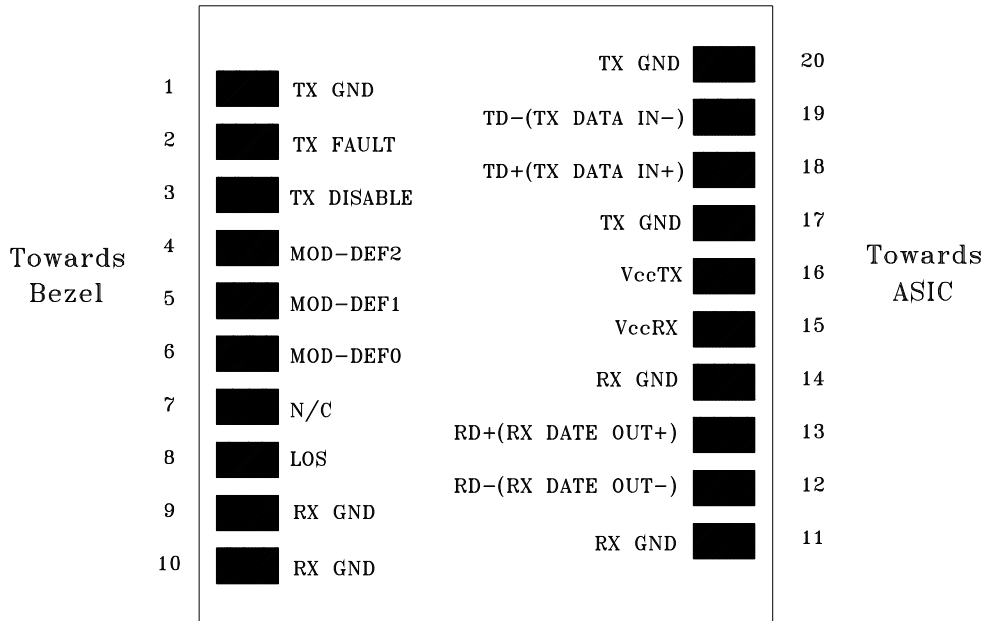 1 TX GND
2 TX FAULT
3 TX DISABLE
4 MOD-DEF2
5 MOD-DEF1
6 MOD-DEF0
7 N/C
8 LOS
9 RX GND
10 RX GND
Towards
Bezel
TX GND 20
TD-(TX DATA IN-) 19
TD+(TX DATA IN+) 18
TX GND 17
VccTX 16
VccRX 15
RX GND 14
RD+(RX DATE OUT+) 13
RD-(RX DATE OUT-) 12
RX GND 11
Towards
ASIC